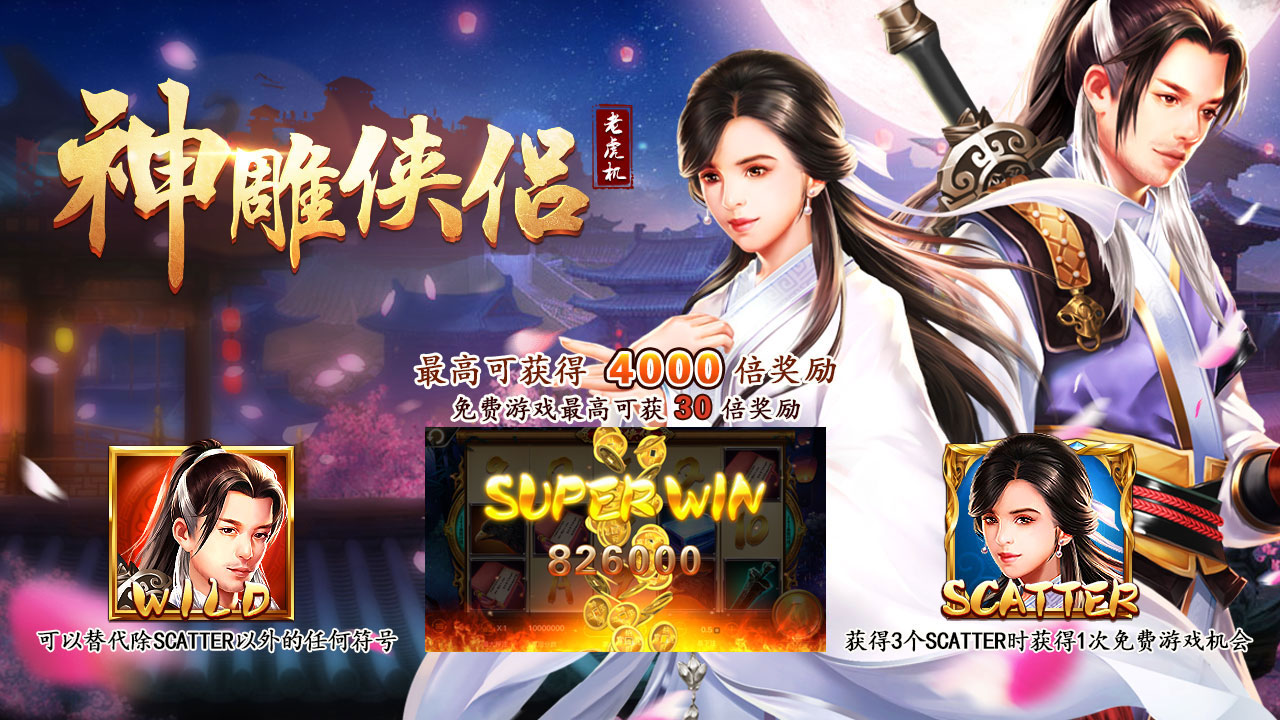 神雕侠侣
老虎机
最高可获得 4000 倍奖励
免费游戏最高可获 30 倍奖励
SUPER WIN
826000
X1 10000000
WILD
可以替代除SCATTER以外的任何符号
SCATTER
获得3个SCATTER时获得1次免费游戏机会